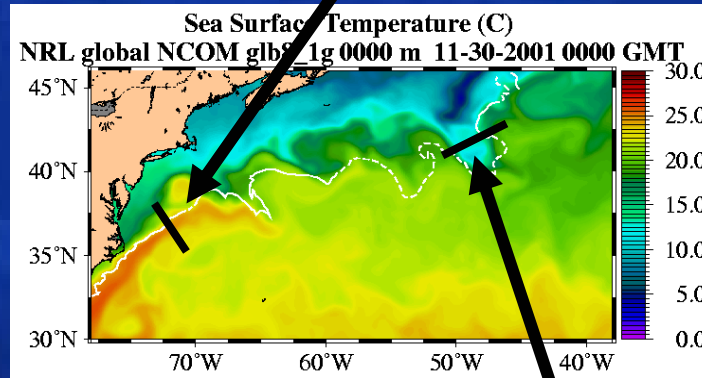 Sea Surface Temperature (C)
NRL global NCOM 1g 0000 m 11-30-2001 0000 GMT
45°N
40°N
35°N
30°N
70°W
60°W
50°W
40°W
30.0
25.0
20.0
15.0
10.0
5.0
0.0